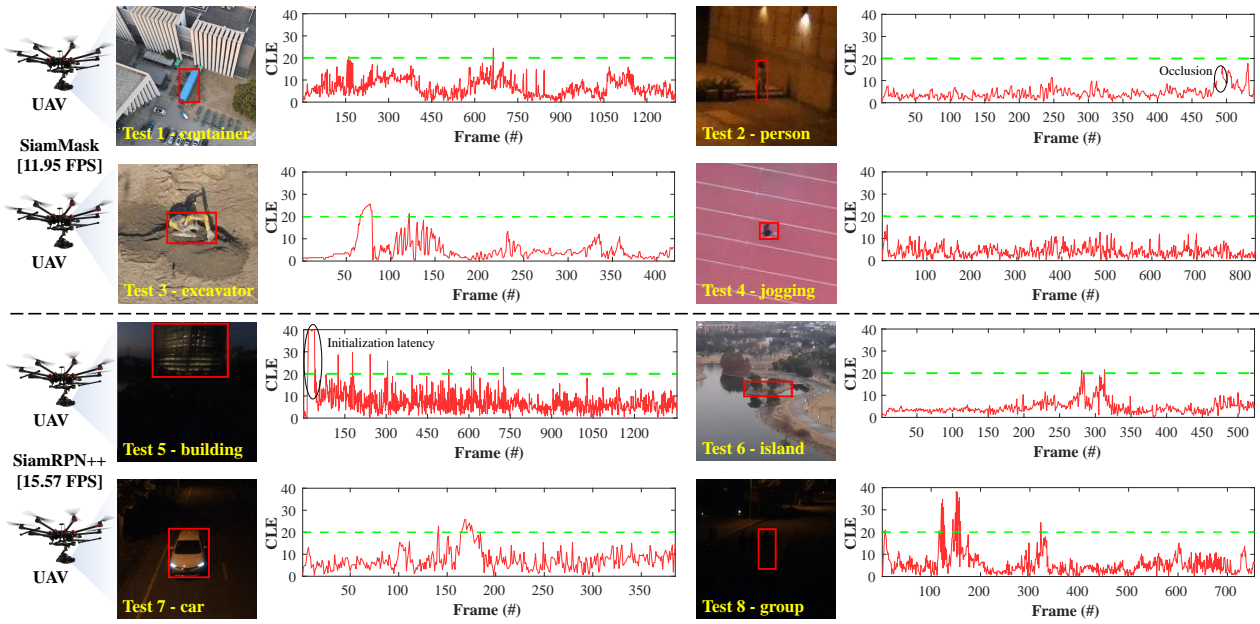 UAV
SiamMask
[11.95 FPS]
UAV
Test 1 - container
CLE
40
30
20
10
0
150 300 450 600 750 900 1050 1200
Frame (#)
Test 2 - person
CLE
40
30
20
10
0
Occlusion
50 100 150 200 250 300 350 400 450 500
Frame (#)
Test 3 - excavator
CLE
40
30
20
10
0
50 100 150 200 250 300 350 400
Frame (#)
Test 4 - jogging
CLE
40
30
20
10
0
100 200 300 400 500 600 700 800
Frame (#)
UAV
SiamRPN++
[15.57 FPS]
UAV
Test 5 - building
CLE
40
30
20
10
0
Initialization latency
150 300 450 600 750 900 1050 1200
Frame (#)
Test 6 - island
CLE
40
30
20
10
0
50 100 150 200 250 300 350 400 450 500
Frame (#)
Test 7 - car
CLE
40
30
20
10
0
50 100 150 200 250 300 350
Frame (#)
Test 8 - group
CLE
40
30
20
10
0
100 200 300 400 500 600 700
Frame (#)